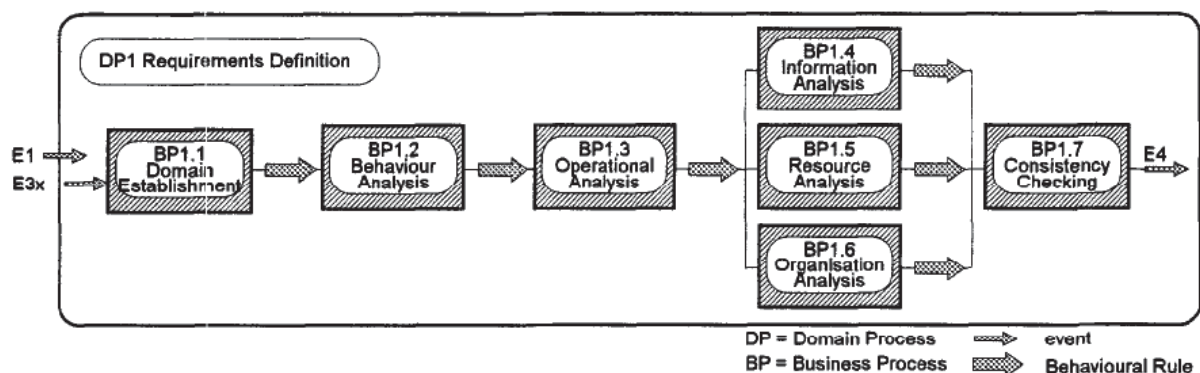 DP1 Requirements Definition
E1
E3x
BP1.1
Domain
Establishment
BP1.2
Behaviour
Analysis
BP1.3
Operational
Analysis
BP1.4
Information
Analysis
BP1.5
Resource
Analysis
BP1.6
Organisation
Analysis
BP1.7
Consistency
Checking
E4
DP = Domain Process
event
BP = Business Process
Behavioural Rule